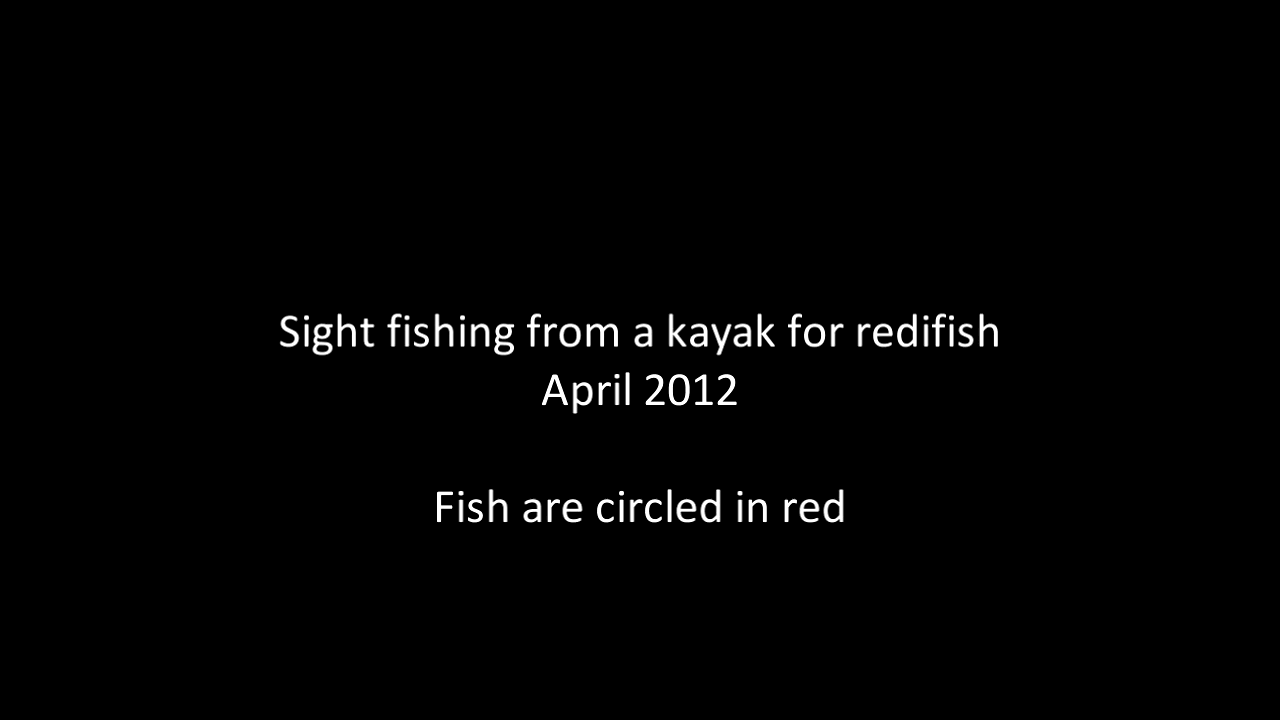 Sight fishing from a kayak for redifish
April 2012
Fish are circled in red